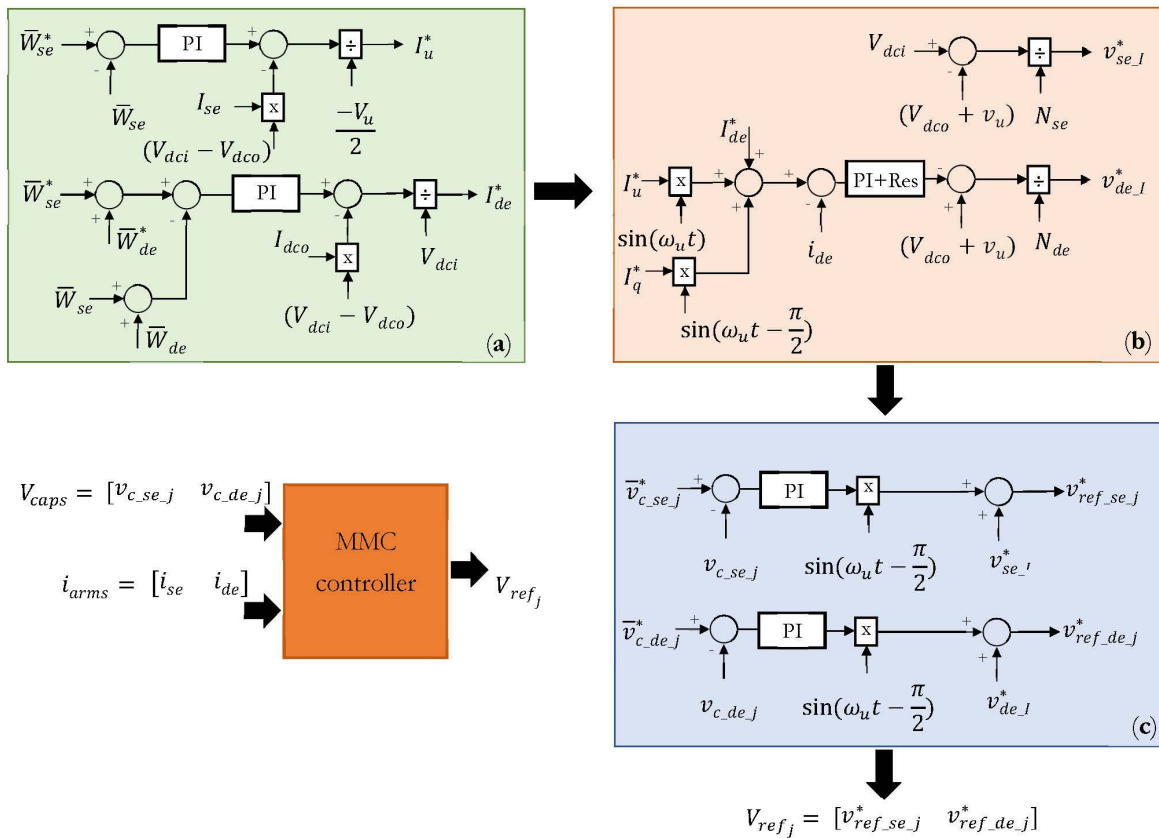 W̅*se + - PI + - ÷ I*u
W̅se Ise x −Vu/2
(Vdci − Vdco)
W̅*se + + + - PI + - ÷ I*de
W̅*de Idco x Vdci
W̅se + + (Vdci − Vdco)
W̅de
(a)
Vdci + - ÷ v*se_I
(Vdco + vu) Nse
I*de
I*u x + + + + - PI+Res - + ÷ v*de_I
sin(ωut) ide (Vdco + vu) Nde
I*q x
sin(ωut − π/2)
(b)
Vcaps = [vc_se_j vc_de_j]
MMC
controller
iarms = [ise ide]
Vrefj
v̅*c_se_j + - PI x + + v*ref_se_j
vc_se_j sin(ωut − π/2) v*se_I
v̅*c_de_j + - PI x + + v*ref_de_j
vc_de_j sin(ωut − π/2) v*de_I
(c)
Vrefj = [v*ref_se_j v*ref_de_j]